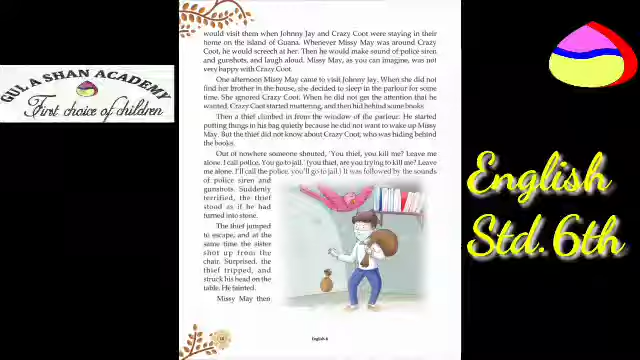 would visit them when Johnny Jay and Crazy Coot were staying in their
home on the island of Guana. Whenever Missy May was around Crazy
Coot, he would screech at her. Then he would make sound of police siren
and gunshots, and laugh aloud. Missy May, as you can imagine, was not
very happy with Crazy Coot.
One afternoon Missy May came to visit Johnny Jay. When she did not
find her brother in the house, she decided to sleep in the parlour for some
time. She ignored Crazy Coot. When he did not get the attention that he
wanted, Crazy Coot started muttering, and then hid behind some books.
Then a thief climbed in from the window of the parlour. He started
putting things in his bag quietly because he did not want to wake up Missy
May. But the thief did not know about Crazy Coot, who was hiding behind
the books.
Out of nowhere someone shouted, 'You thief, you kill me? Leave me
alone. I call police. You go to jail.' (you thief, are you trying to kill me? Leave
me alone. I'll call the police, you'll go to jail.) It was followed by the sounds
of police siren and
gunshots. Suddenly
terrified, the thief
stood as if he had
turned into stone.
The thief jumped
to escape, and at the
same time the sister
shot up from the
chair. Surprised, the
thief tripped, and
struck his head on the
table. He fainted.
Missy May then
English-6
GUL A SHAN ACADEMY
First choice of children
English
Std. 6th